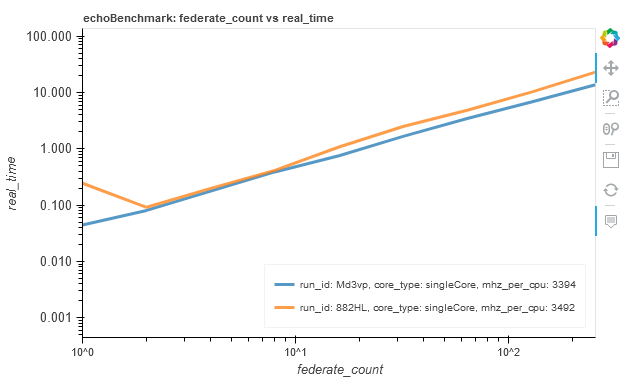 echoBenchmark: federate_count vs real_time
100.000
10.000
1.000
0.100
0.010
0.001
real_time
run_id: Md3vp, core_type: singleCore, mhz_per_cpu: 3394
run_id: 882HL, core_type: singleCore, mhz_per_cpu: 3492
10^0
10^1
10^2
federate_count